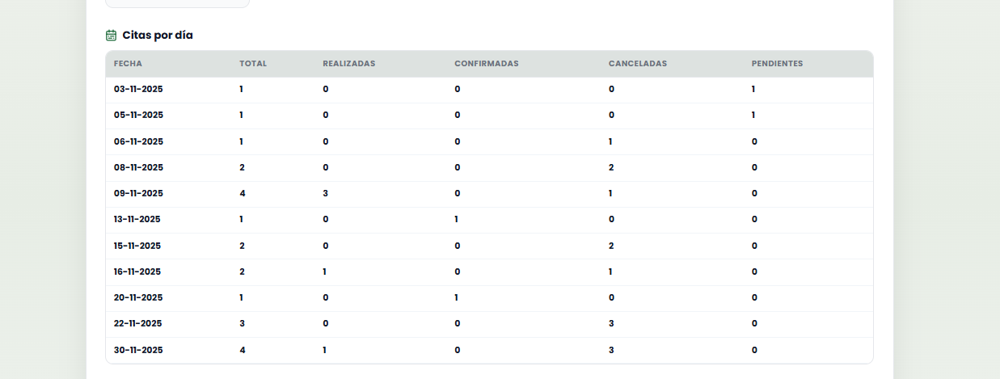 Citas por día
FECHA TOTAL REALIZADAS CONFIRMADAS CANCELADAS PENDIENTES
03-11-2025 1 0 0 0 1
05-11-2025 1 0 0 0 1
06-11-2025 1 0 0 1 0
08-11-2025 2 0 0 2 0
09-11-2025 4 3 0 1 0
13-11-2025 1 0 1 0 0
15-11-2025 2 0 0 2 0
16-11-2025 2 1 0 1 0
20-11-2025 1 0 1 0 0
22-11-2025 3 0 0 3 0
30-11-2025 4 1 0 3 0